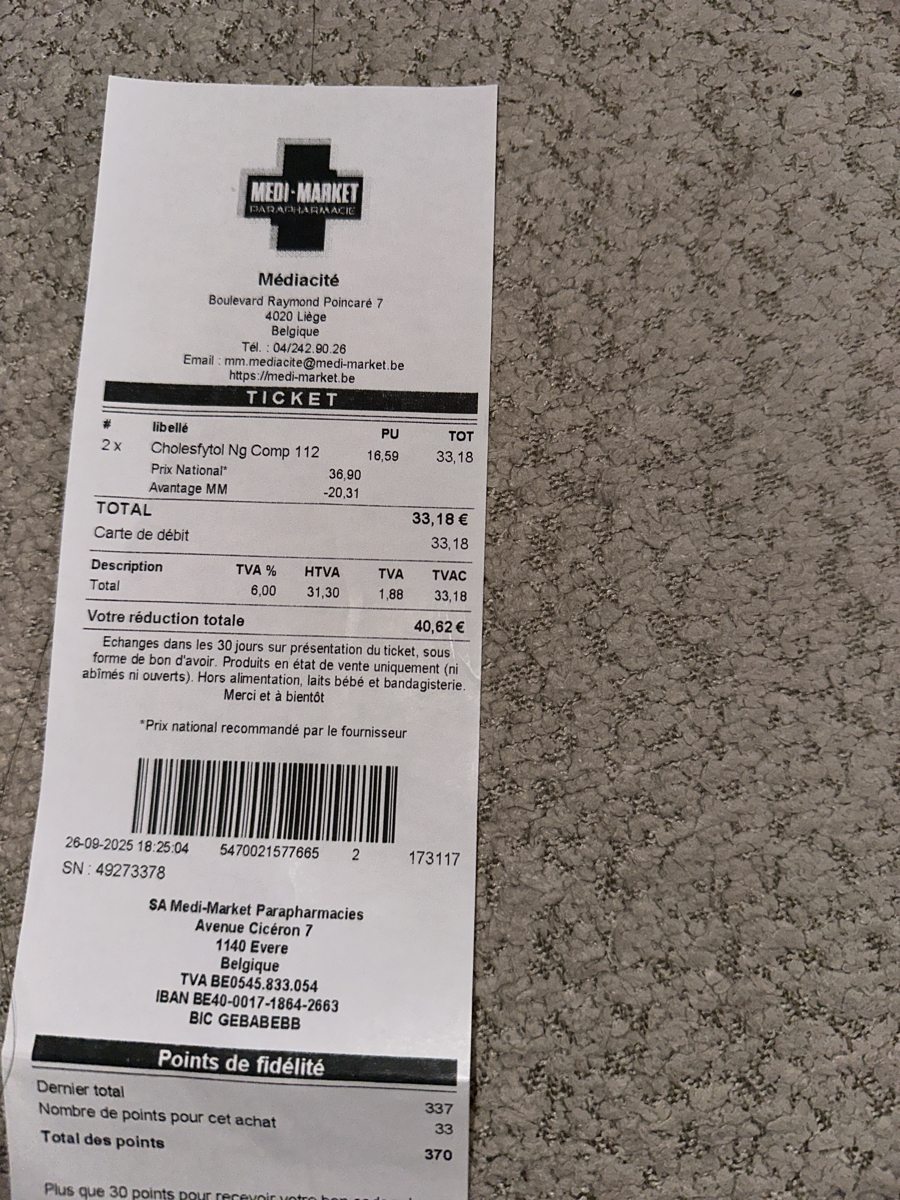 MEDI-MARKET
PARAPHARMACIE
Médiacité
Boulevard Raymond Poincaré 7
4020 Liège
Belgique
Tél. : 04/242.90.26
Email : mm.mediacite@medi-market.be
https://medi-market.be
TICKET
# libellé PU TOT
2 x Cholesfytol Ng Comp 112 16,59 33,18
Prix National* 36,90
Avantage MM -20,31
TOTAL 33,18 €
Carte de débit 33,18
Description TVA % HTVA TVA TVAC
Total 6,00 31,30 1,88 33,18
Votre réduction totale 40,62 €
Echanges dans les 30 jours sur présentation du ticket, sous
forme de bon d'avoir. Produits en état de vente uniquement (ni
abîmés ni ouverts). Hors alimentation, laits bébé et bandagisterie.
Merci et à bientôt
*Prix national recommandé par le fournisseur
26-09-2025 18:25:04 5470021577665 2 173117
SN : 49273378
SA Medi-Market Parapharmacies
Avenue Cicéron 7
1140 Evere
Belgique
TVA BE0545.833.054
IBAN BE40-0017-1864-2663
BIC GEBABEBB
Points de fidélité
Dernier total 337
Nombre de points pour cet achat 33
Total des points 370
Plus que 30 points pour recevoir votre bon